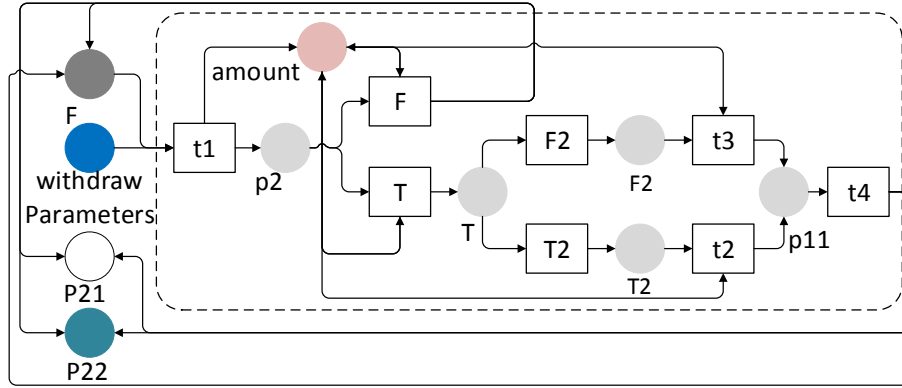 amount
F
F
t1
p2
F2
t3
F2
withdraw
Parameters
T
T
t4
P21
T2
T2
t2
p11
P22